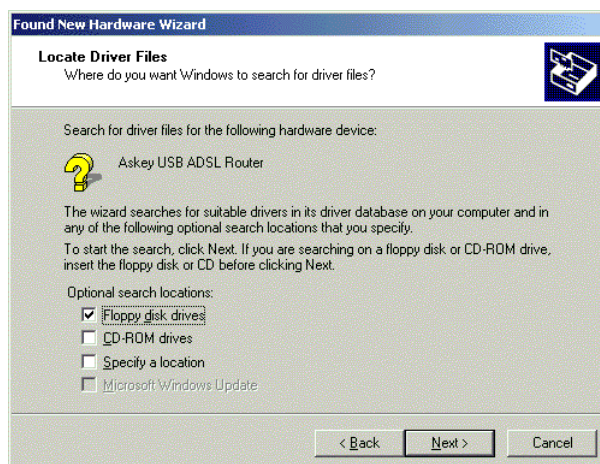 Found New Hardware Wizard
Locate Driver Files
Where do you want Windows to search for driver files?
Search for driver files for the following hardware device:
Askey USB ADSL Router
The wizard searches for suitable drivers in its driver database on your computer and in
any of the following optional search locations that you specify.
To start the search, click Next. If you are searching on a floppy disk or CD-ROM drive,
insert the floppy disk or CD before clicking Next.
Optional search locations:
Floppy disk drives
CD-ROM drives
Specify a location
Microsoft Windows Update
< Back Next > Cancel